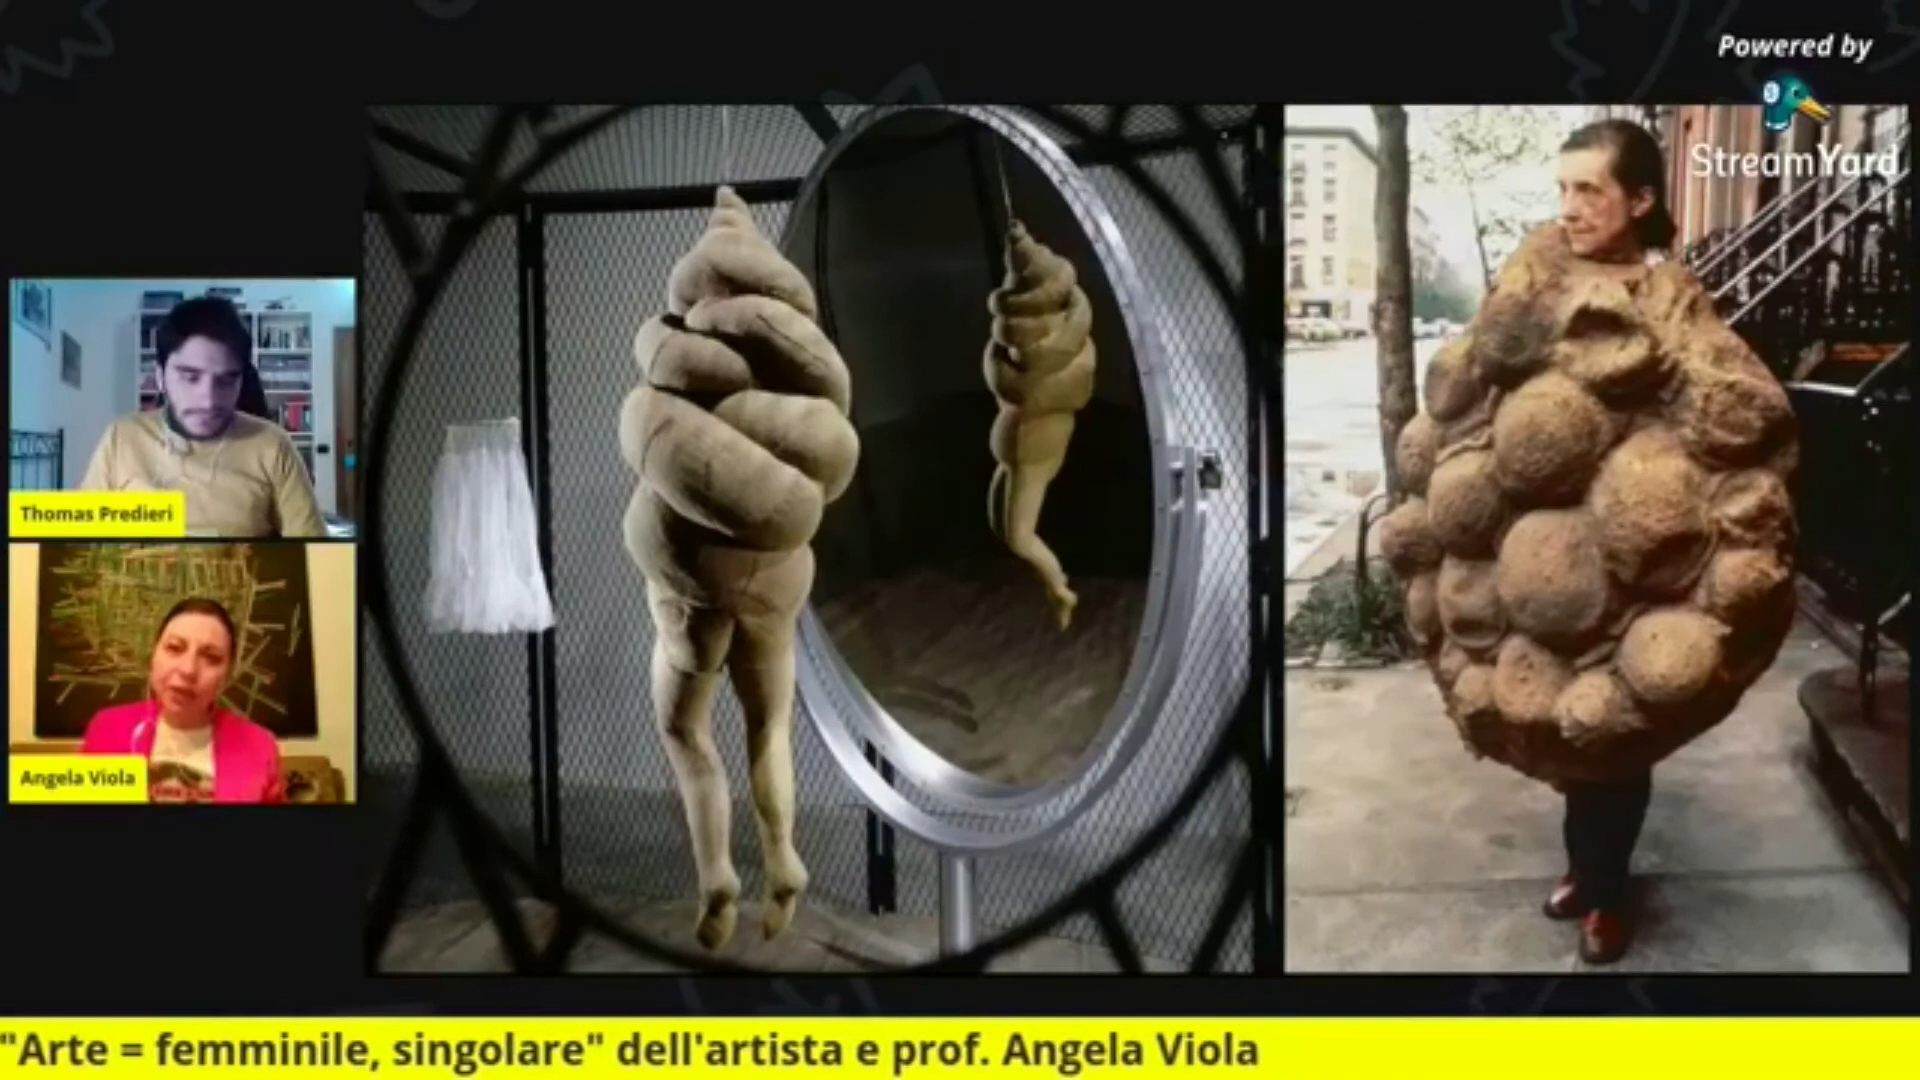 Powered by
StreamYard
Thomas Predieri
Angela Viola
"Arte = femminile, singolare" dell'artista e prof. Angela Viola